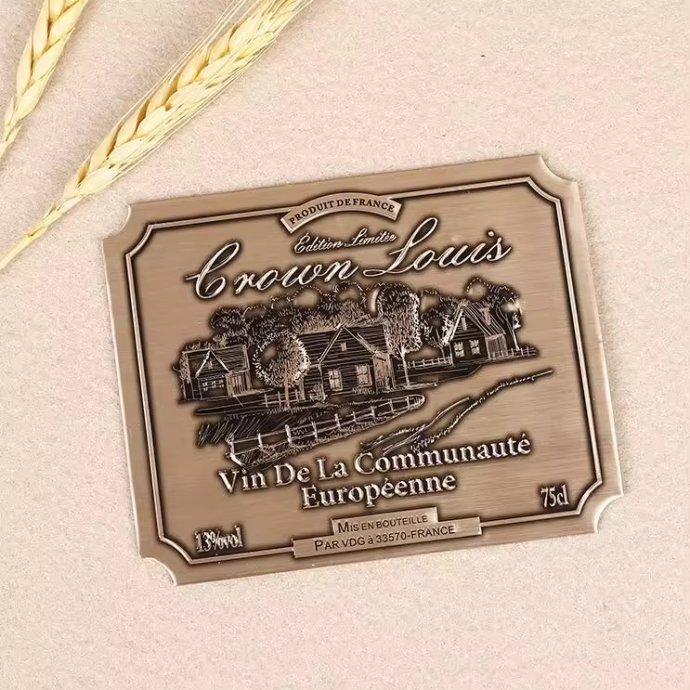 PRODUIT DE FRANCE
Édition Limitée
Crown Louis
Vin De La Communauté
Européenne
13%vol
75cl
MIS EN BOUTEILLE
PAR VDG à 33570-FRANCE